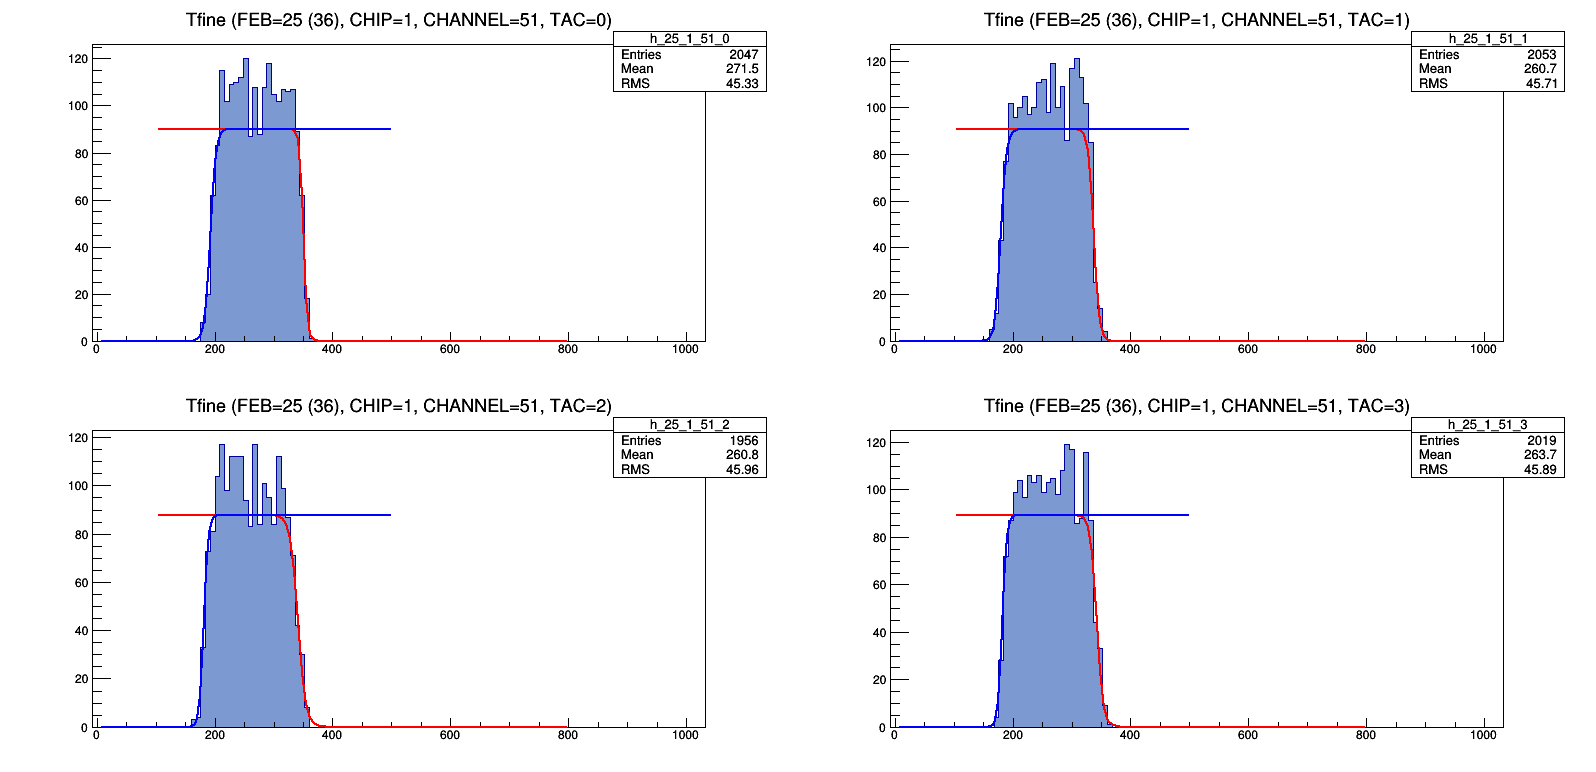 Tfine (FEB=25 (36), CHIP=1, CHANNEL=51, TAC=0)
h_25_1_51_0
Entries 2047
Mean 271.5
RMS 45.33
120
100
80
60
40
20
0
0 200 400 600 800 1000
Tfine (FEB=25 (36), CHIP=1, CHANNEL=51, TAC=1)
h_25_1_51_1
Entries 2053
Mean 260.7
RMS 45.71
120
100
80
60
40
20
0
0 200 400 600 800 1000
Tfine (FEB=25 (36), CHIP=1, CHANNEL=51, TAC=2)
h_25_1_51_2
Entries 1956
Mean 260.8
RMS 45.96
120
100
80
60
40
20
0
0 200 400 600 800 1000
Tfine (FEB=25 (36), CHIP=1, CHANNEL=51, TAC=3)
h_25_1_51_3
Entries 2019
Mean 263.7
RMS 45.89
120
100
80
60
40
20
0
0 200 400 600 800 1000